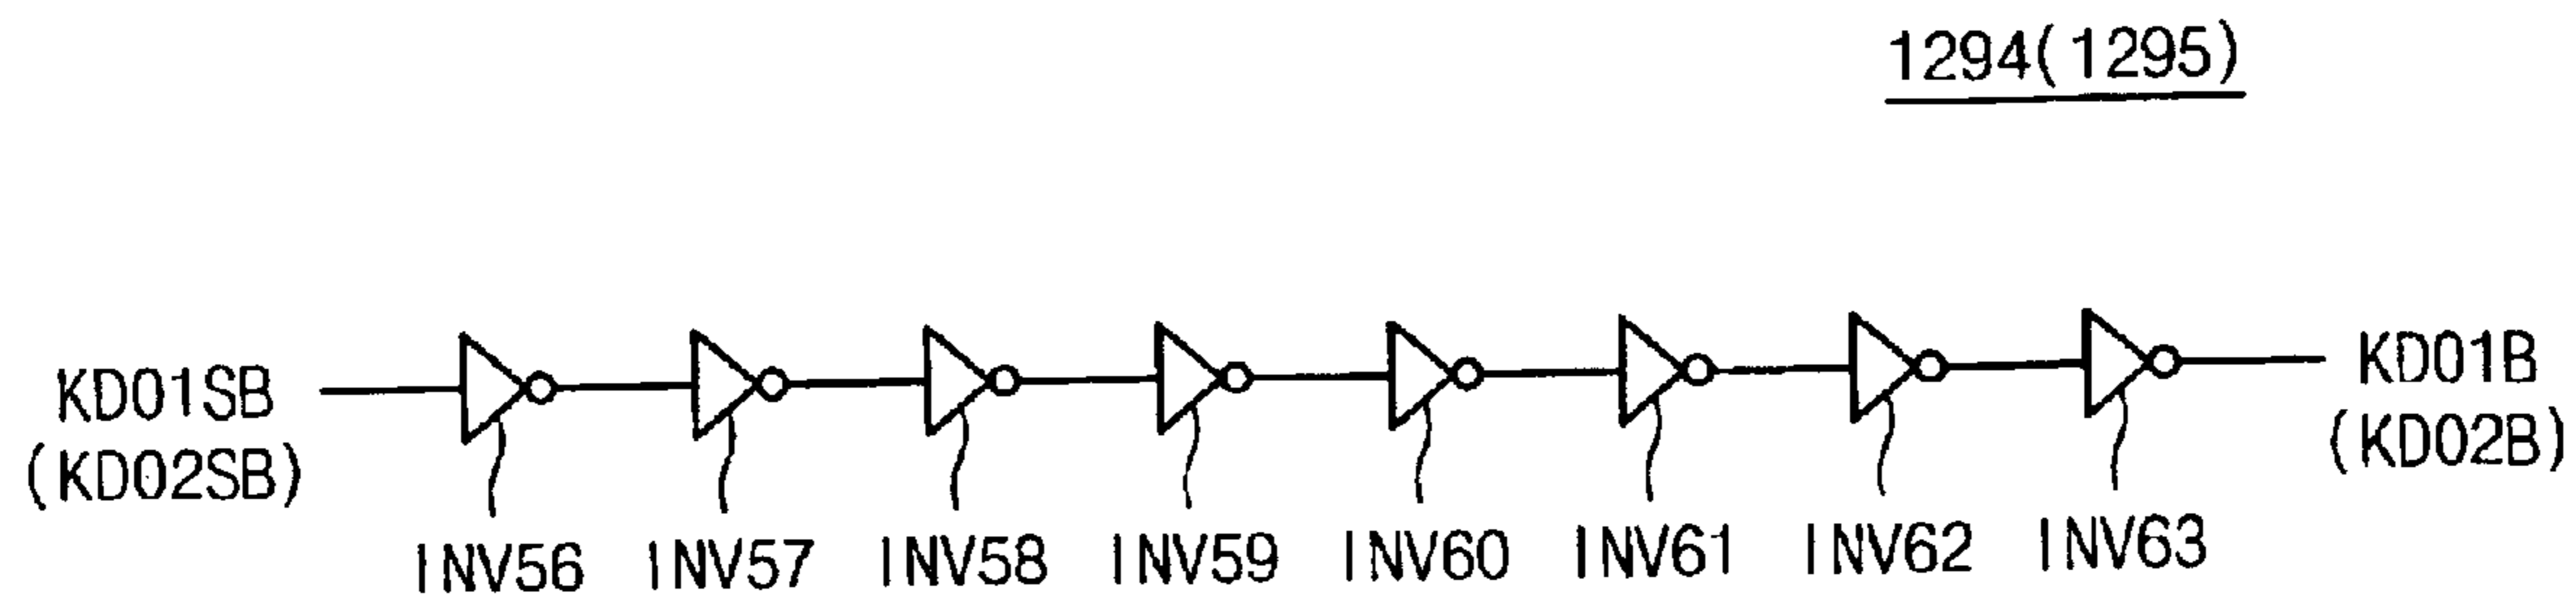 1294(1295)
KD01SB
(KD02SB)
KD01B
(KD02B)
INV56 INV57 INV58 INV59 INV60 INV61 INV62 INV63